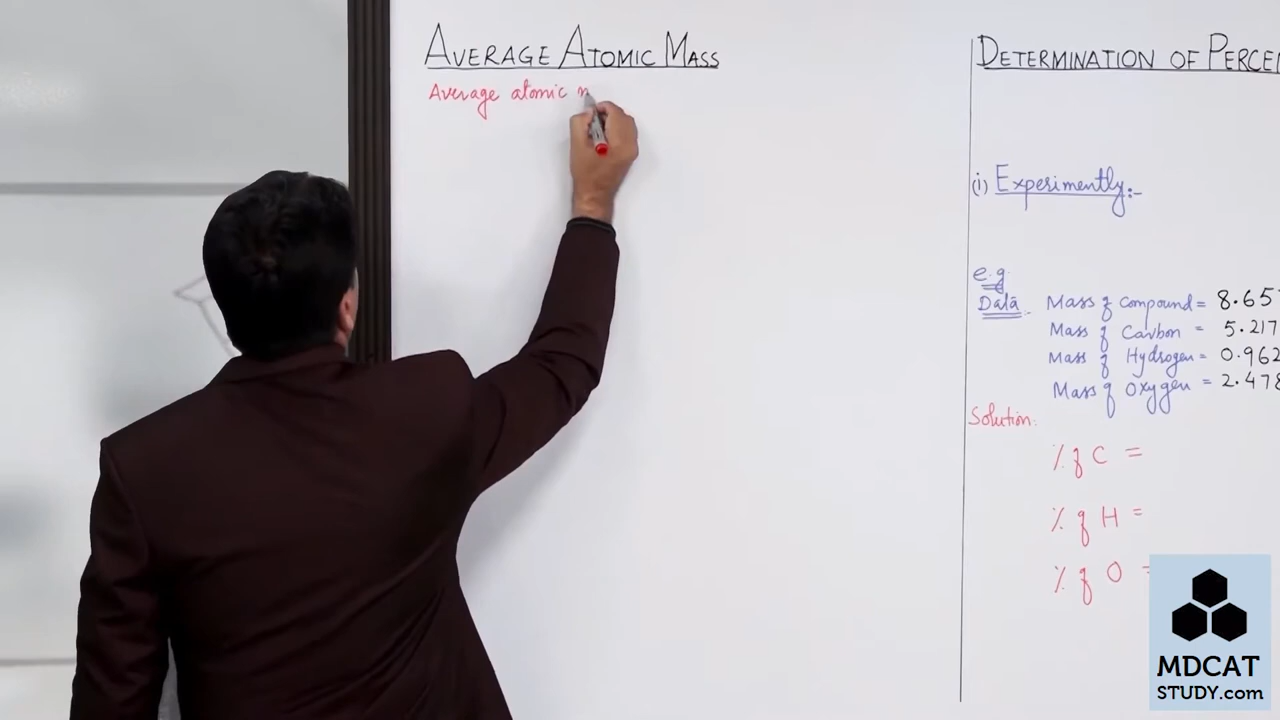 AVERAGE ATOMIC MASS
Average atomic
DETERMINATION OF PERCEN
(i) Experimently:-
e.g.
Data.
Mass of Compound = 8.657
Mass of Carbon = 5.217
Mass of Hydrogen = 0.962
Mass of Oxygen = 2.478
Solution:
% of C =
% of H =
% of O =
MDCAT
STUDY.com